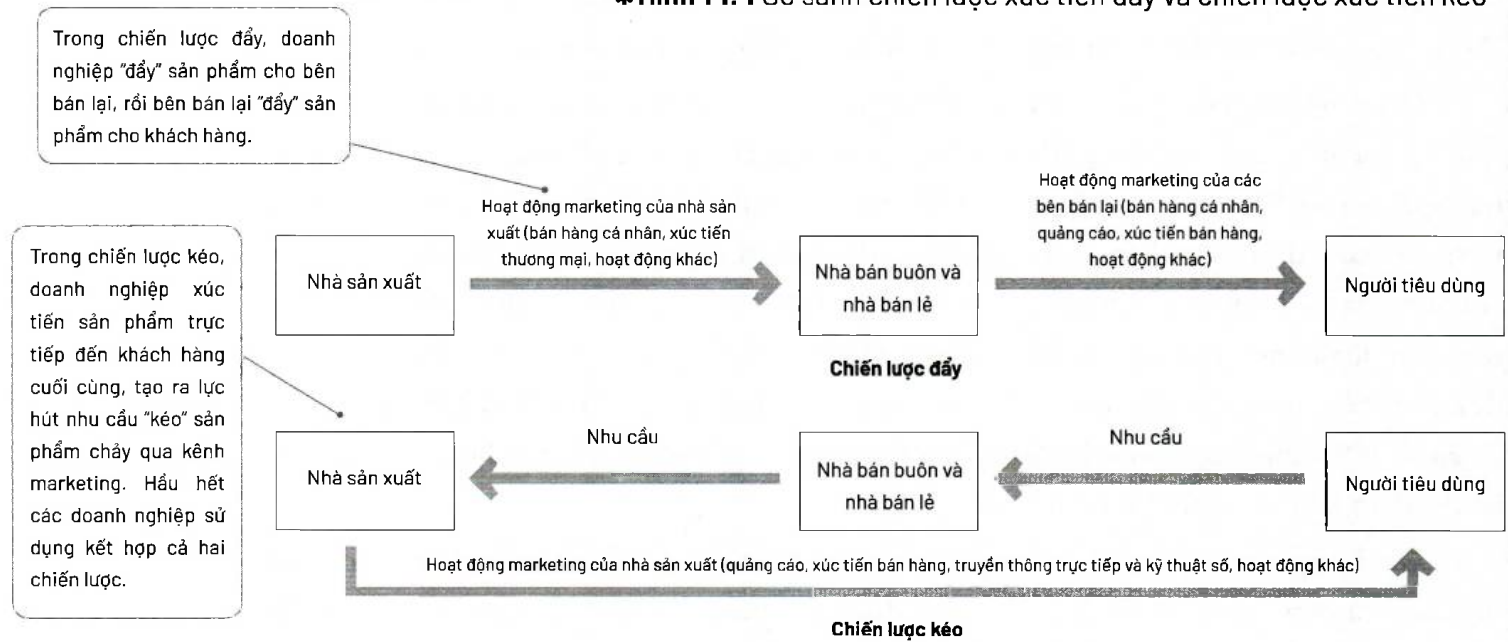 Trong chiến lược đẩy, doanh
nghiệp "đẩy" sản phẩm cho bên
bán lại, rồi bên bán lại "đẩy" sản
phẩm cho khách hàng.
Hoạt động marketing của nhà sản
xuất (bán hàng cá nhân, xúc tiến
thương mại, hoạt động khác)
Hoạt động marketing của các
bên bán lại (bán hàng cá nhân,
quảng cáo, xúc tiến bán hàng,
hoạt động khác)
Nhà sản xuất
Nhà bán buôn và
nhà bán lẻ
Người tiêu dùng
Chiến lược đẩy
Trong chiến lược kéo,
doanh nghiệp xúc
tiến sản phẩm trực
tiếp đến khách hàng
cuối cùng, tạo ra lực
hút nhu cầu "kéo" sản
phẩm chảy qua kênh
marketing. Hầu hết
các doanh nghiệp sử
dụng kết hợp cả hai
chiến lược.
Nhà sản xuất
Nhu cầu
Nhà bán buôn và
nhà bán lẻ
Nhu cầu
Người tiêu dùng
Hoạt động marketing của nhà sản xuất (quảng cáo, xúc tiến bán hàng, truyền thông trực tiếp và kỹ thuật số, hoạt động khác)
Chiến lược kéo